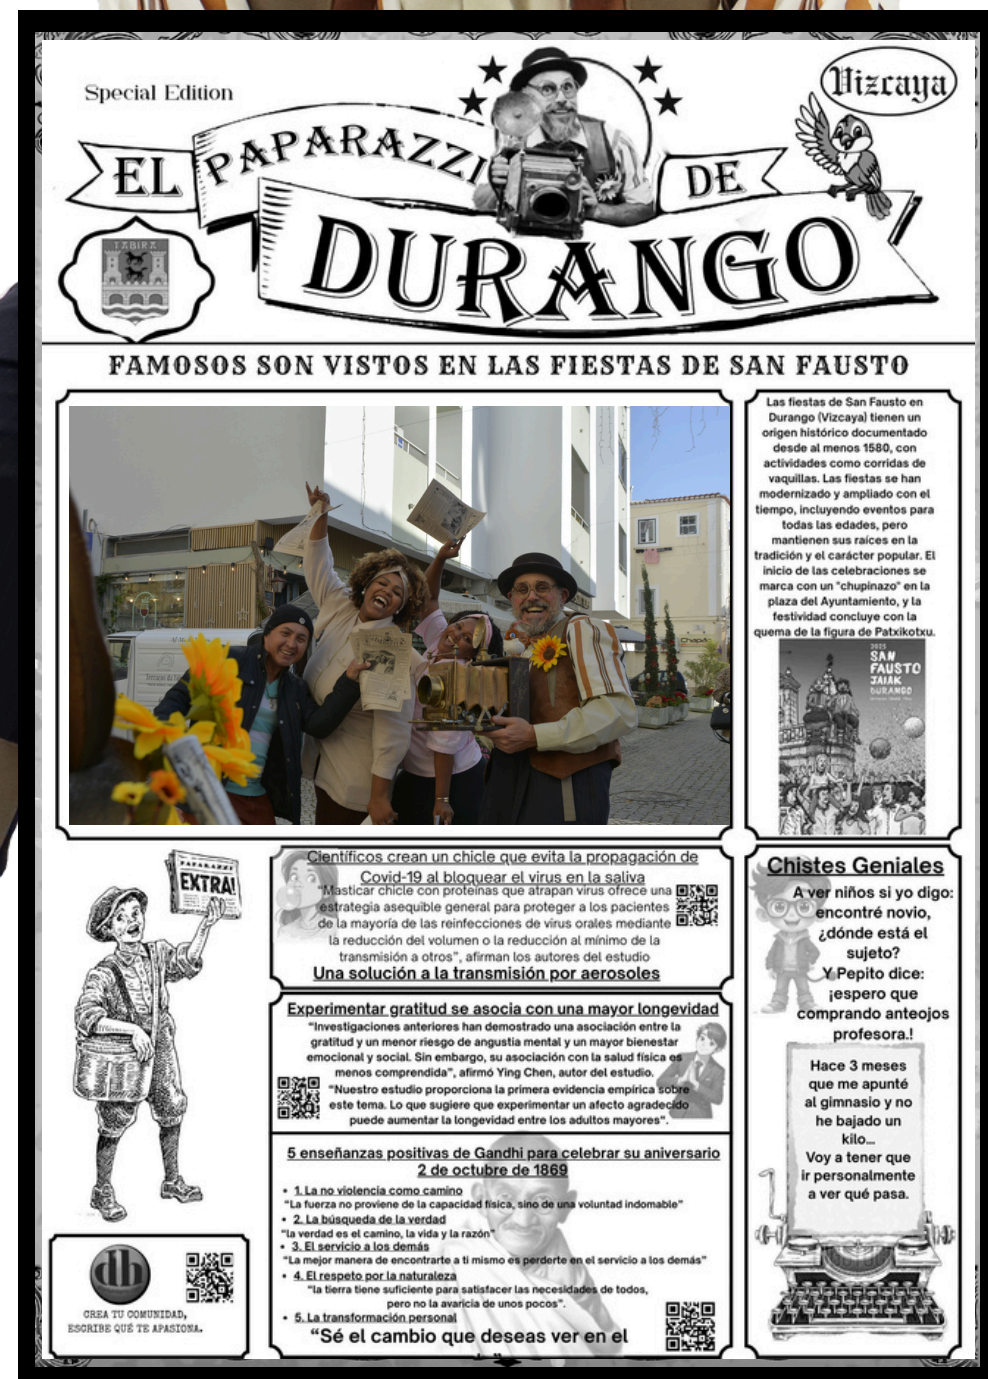 Special Edition
Vizcaya
EL PAPARAZZI DE
DURANGO
TABIRA
FAMOSOS SON VISTOS EN LAS FIESTAS DE SAN FAUSTO
Las fiestas de San Fausto en
Durango (Vizcaya) tienen un
origen histórico documentado
desde al menos 1580, con
actividades como corridas de
vaquillas. Las fiestas se han
modernizado y ampliado con el
tiempo, incluyendo eventos para
todas las edades, pero
mantienen sus raíces en la
tradición y el carácter popular. El
inicio de las celebraciones se
marca con un "chupinazo" en la
plaza del Ayuntamiento, y la
festividad concluye con la
quema de la figura de Patxikotxu.
2025
SAN
FAUSTO
JAIAK
DURANGO
PAPARAZZI
EXTRA!
Científicos crean un chicle que evita la propagación de
Covid-19 al bloquear el virus en la saliva
"Masticar chicle con proteínas que atrapan virus ofrece una
estrategia asequible general para proteger a los pacientes
de la mayoría de las reinfecciones de virus orales mediante
la reducción del volumen o la reducción al mínimo de la
transmisión a otros", afirman los autores del estudio
Una solución a la transmisión por aerosoles
Experimentar gratitud se asocia con una mayor longevidad
"Investigaciones anteriores han demostrado una asociación entre la
gratitud y un menor riesgo de angustia mental y un mayor bienestar
emocional y social. Sin embargo, su asociación con la salud física es
menos comprendida", afirmó Ying Chen, autor del estudio.
"Nuestro estudio proporciona la primera evidencia empírica sobre
este tema. Lo que sugiere que experimentar un afecto agradecido
puede aumentar la longevidad entre los adultos mayores".
5 enseñanzas positivas de Gandhi para celebrar su aniversario
2 de octubre de 1869
• 1. La no violencia como camino
"La fuerza no proviene de la capacidad física, sino de una voluntad indomable"
• 2. La búsqueda de la verdad
"la verdad es el camino, la vida y la razón"
• 3. El servicio a los demás
"La mejor manera de encontrarte a ti mismo es perderte en el servicio a los demás"
• 4. El respeto por la naturaleza
"la tierra tiene suficiente para satisfacer las necesidades de todos,
pero no la avaricia de unos pocos".
• 5. La transformación personal
"Sé el cambio que deseas ver en el
Chistes Geniales
A ver niños si yo digo:
encontré novio,
¿dónde está el
sujeto?
Y Pepito dice:
¡espero que
comprando anteojos
profesora.!
Hace 3 meses
que me apunté
al gimnasio y no
he bajado un
kilo...
Voy a tener que
ir personalmente
a ver qué pasa.
dh
CREA TU COMUNIDAD,
ESCRIBE QUÉ TE APASIONA.